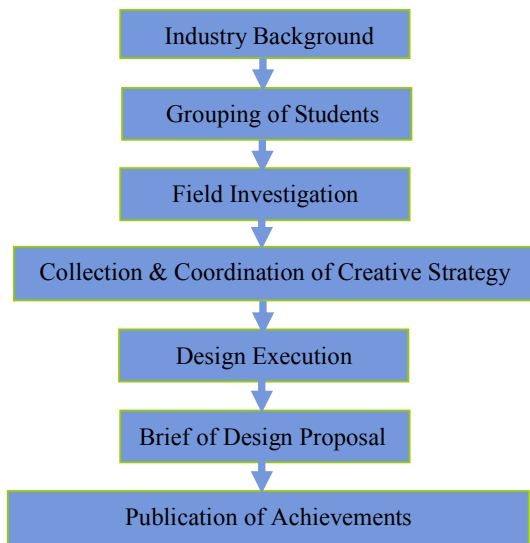 Industry Background
Grouping of Students
Field Investigation
Collection & Coordination of Creative Strategy
Design Execution
Brief of Design Proposal
Publication of Achievements